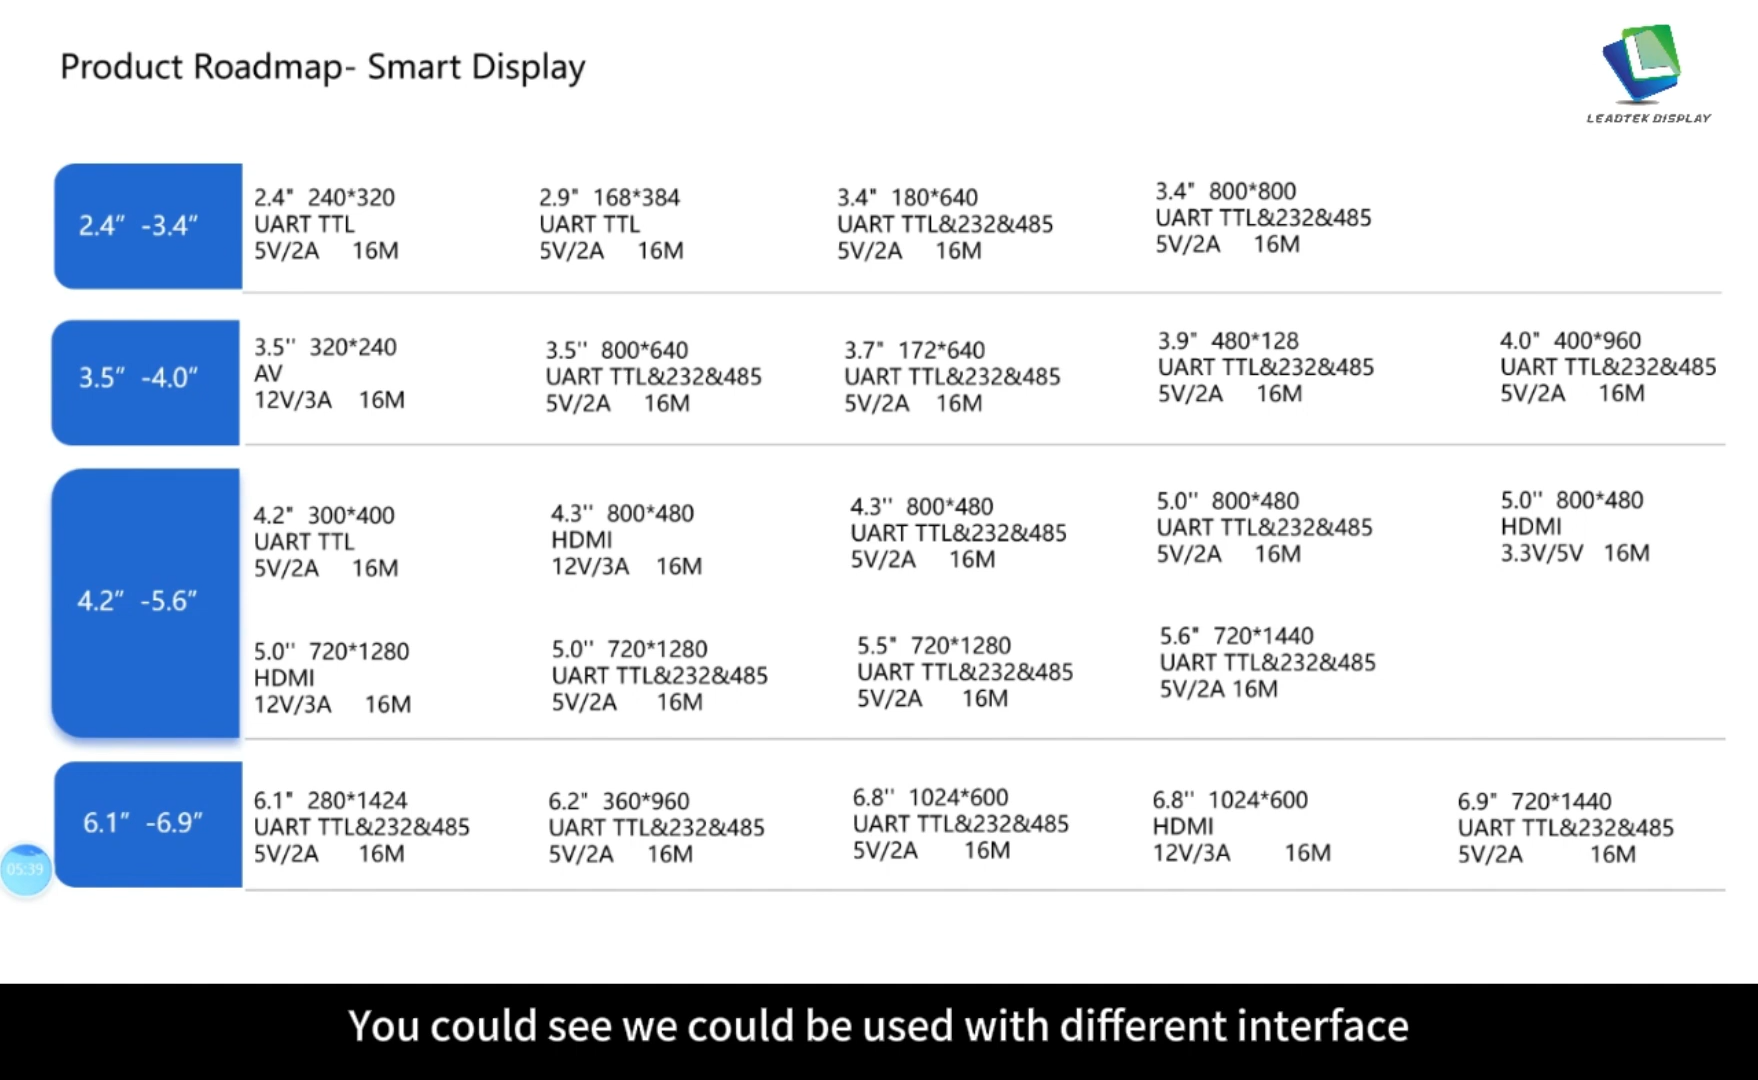 Product Roadmap- Smart Display
LEADTEK DISPLAY
2.4" -3.4"
2.4" 240*320
UART TTL
5V/2A 16M
2.9" 168*384
UART TTL
5V/2A 16M
3.4" 180*640
UART TTL&232&485
5V/2A 16M
3.4" 800*800
UART TTL&232&485
5V/2A 16M
3.5" -4.0"
3.5'' 320*240
AV
12V/3A 16M
3.5'' 800*640
UART TTL&232&485
5V/2A 16M
3.7" 172*640
UART TTL&232&485
5V/2A 16M
3.9" 480*128
UART TTL&232&485
5V/2A 16M
4.0" 400*960
UART TTL&232&485
5V/2A 16M
4.2" -5.6"
4.2" 300*400
UART TTL
5V/2A 16M
4.3'' 800*480
HDMI
12V/3A 16M
4.3'' 800*480
UART TTL&232&485
5V/2A 16M
5.0'' 800*480
UART TTL&232&485
5V/2A 16M
5.0'' 800*480
HDMI
3.3V/5V 16M
5.0'' 720*1280
HDMI
12V/3A 16M
5.0'' 720*1280
UART TTL&232&485
5V/2A 16M
5.5" 720*1280
UART TTL&232&485
5V/2A 16M
5.6" 720*1440
UART TTL&232&485
5V/2A 16M
6.1" -6.9"
6.1" 280*1424
UART TTL&232&485
5V/2A 16M
6.2" 360*960
UART TTL&232&485
5V/2A 16M
6.8'' 1024*600
UART TTL&232&485
5V/2A 16M
6.8'' 1024*600
HDMI
12V/3A 16M
6.9" 720*1440
UART TTL&232&485
5V/2A 16M
05:39
You could see we could be used with different interface